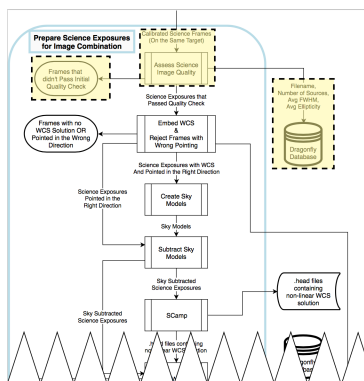 Prepare Science Exposures
for Image Combination
Calibrated Science Frames
(On the Same Target)
Frames that
didn't Pass Initial
Quality Check
Assess Science
Image Quality
Filename,
Number of Sources,
Avg FWHM,
Avg Ellipticity
Science Exposures that
Passed Quality Check
Dragonfly
Database
Frames with no
WCS Solution OR
Pointed in the Wrong
Direction
Embed WCS
&
Reject Frames with
Wrong Pointing
Science Exposures with WCS
And Pointed in the Right Direction
Science Exposures
Pointed in the
Right Direction
Create Sky
Models
Sky Models
Subtract Sky
Models
Sky Subtracted
Science Exposures
.head files
containing
non-linear WCS
solution
Sky Subtracted
Science Exposures
SCamp
.head files